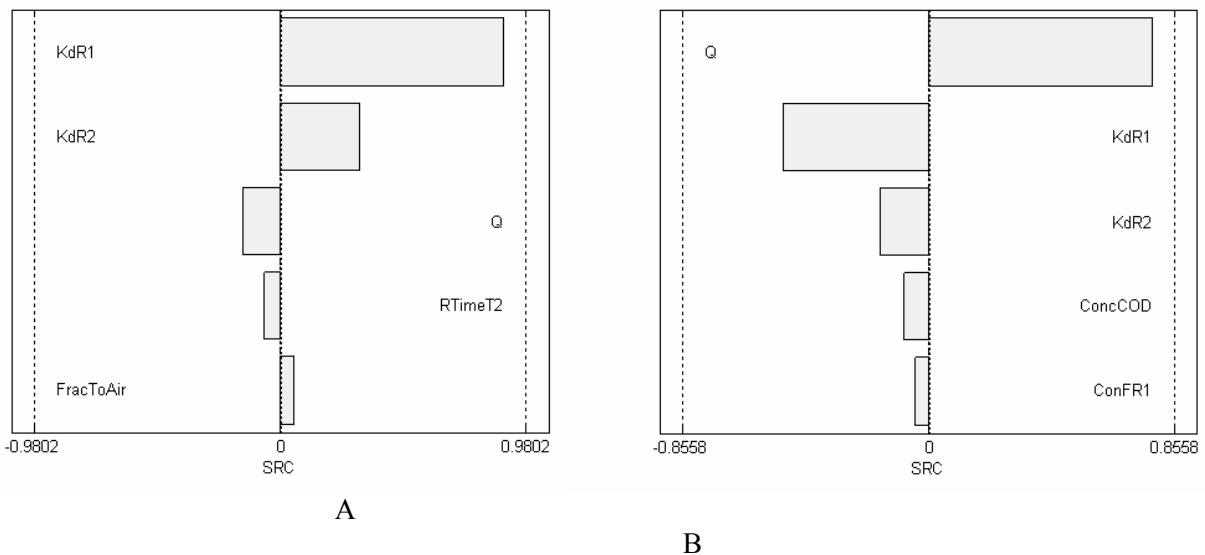 KdR1
KdR2
Q
RTimeT2
FracToAir
-0.9802 0 0.9802
SRC
A
Q
KdR1
KdR2
ConcCOD
ConFR1
-0.8558 0 0.8558
SRC
B